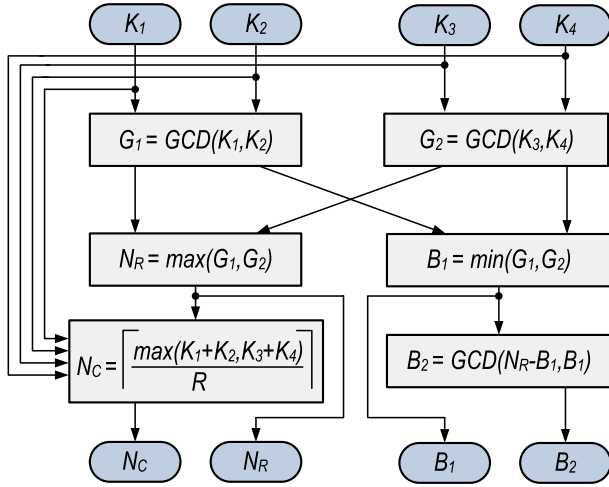 K1 K2 K3 K4
G1 = GCD(K1,K2) G2 = GCD(K3,K4)
NR = max(G1,G2) B1 = min(G1,G2)
NC = ⌈max(K1+K2,K3+K4)
R⌉
B2 = GCD(NR-B1,B1)
NC NR B1 B2